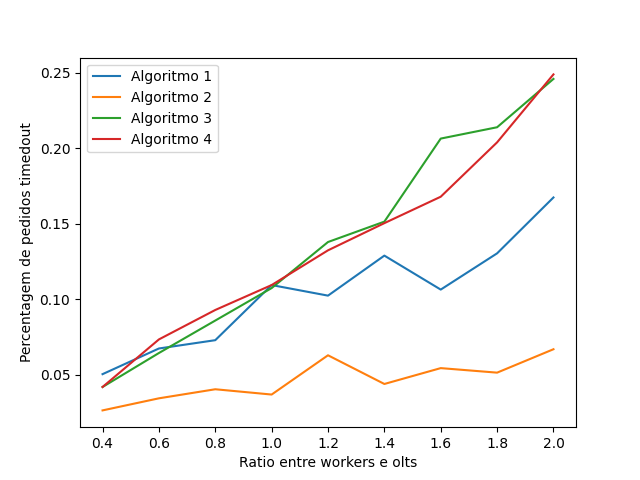 Algoritmo 1
Algoritmo 2
Algoritmo 3
Algoritmo 4
0.25
0.20
0.15
0.10
0.05
Percentagem de pedidos timedout
0.4 0.6 0.8 1.0 1.2 1.4 1.6 1.8 2.0
Ratio entre workers e olts